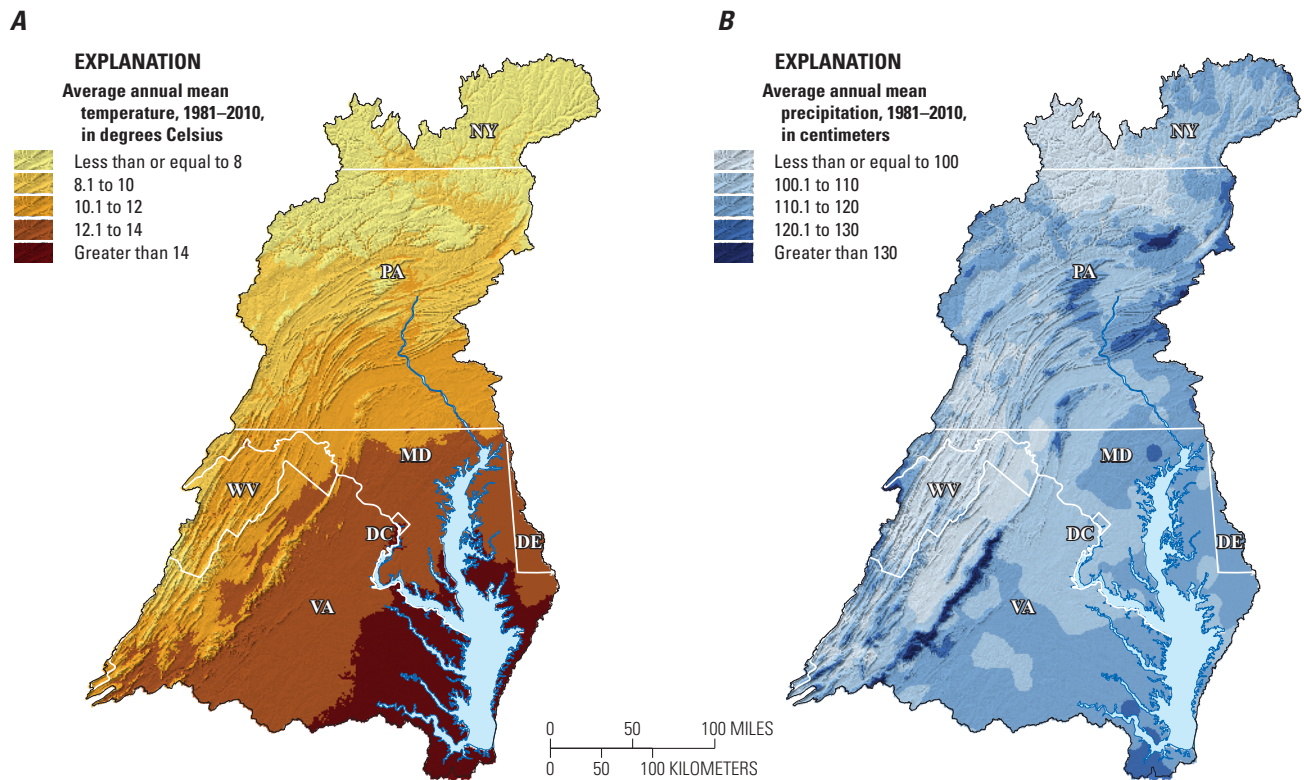 A
EXPLANATION
Average annual mean
temperature, 1981–2010,
in degrees Celsius
Less than or equal to 8
8.1 to 10
10.1 to 12
12.1 to 14
Greater than 14
NY
PA
MD
WV
DC
DE
VA
B
EXPLANATION
Average annual mean
precipitation, 1981–2010,
in centimeters
Less than or equal to 100
100.1 to 110
110.1 to 120
120.1 to 130
Greater than 130
NY
PA
MD
WV
DC
DE
VA
0 50 100 MILES
0 50 100 KILOMETERS